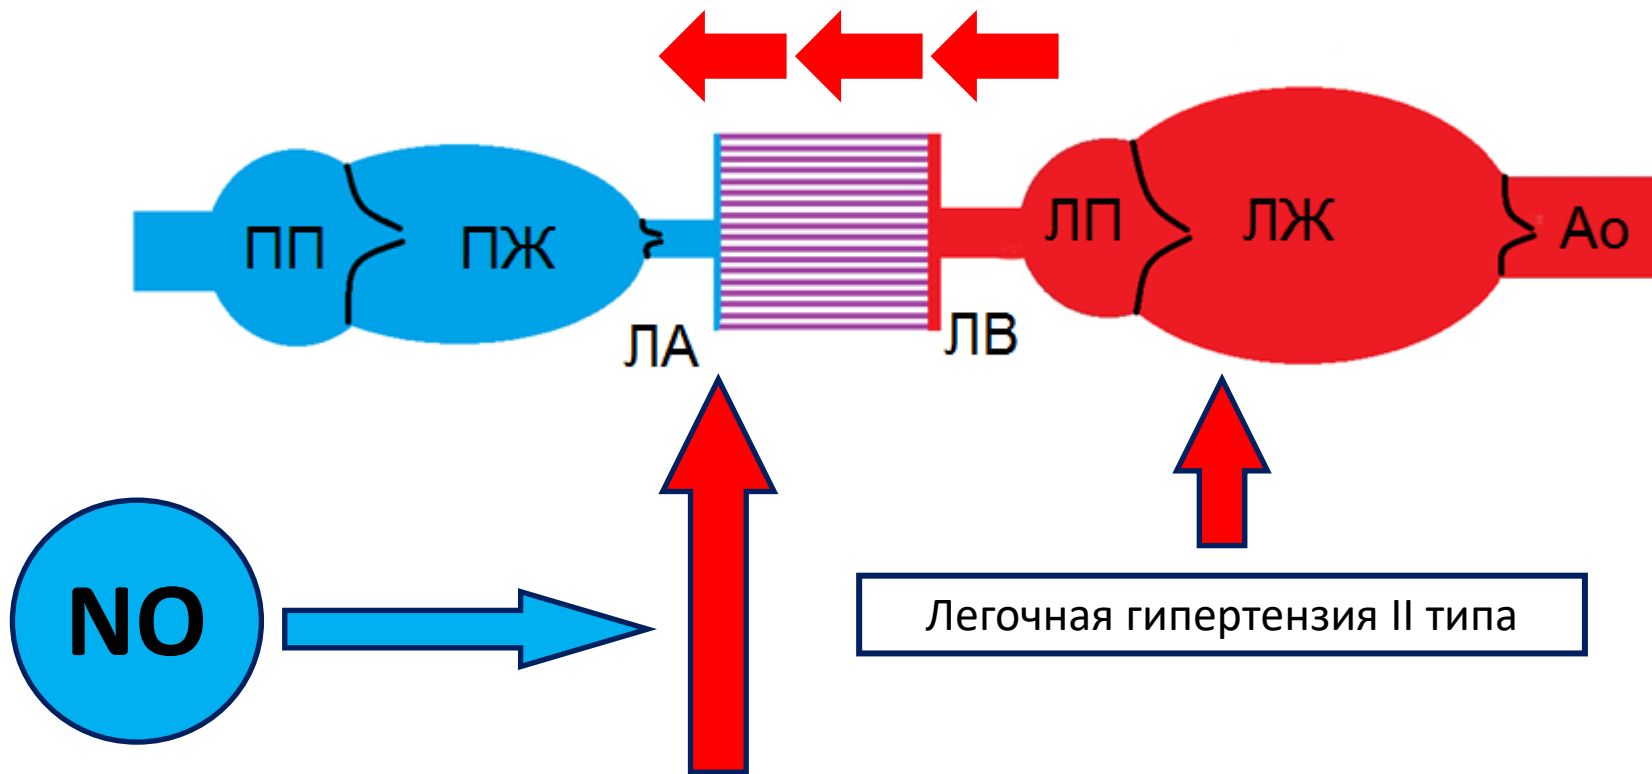 ПП
ПЖ
ЛА
ЛВ
ЛП
ЛЖ
Ао
NO
Легочная гипертензия II типа